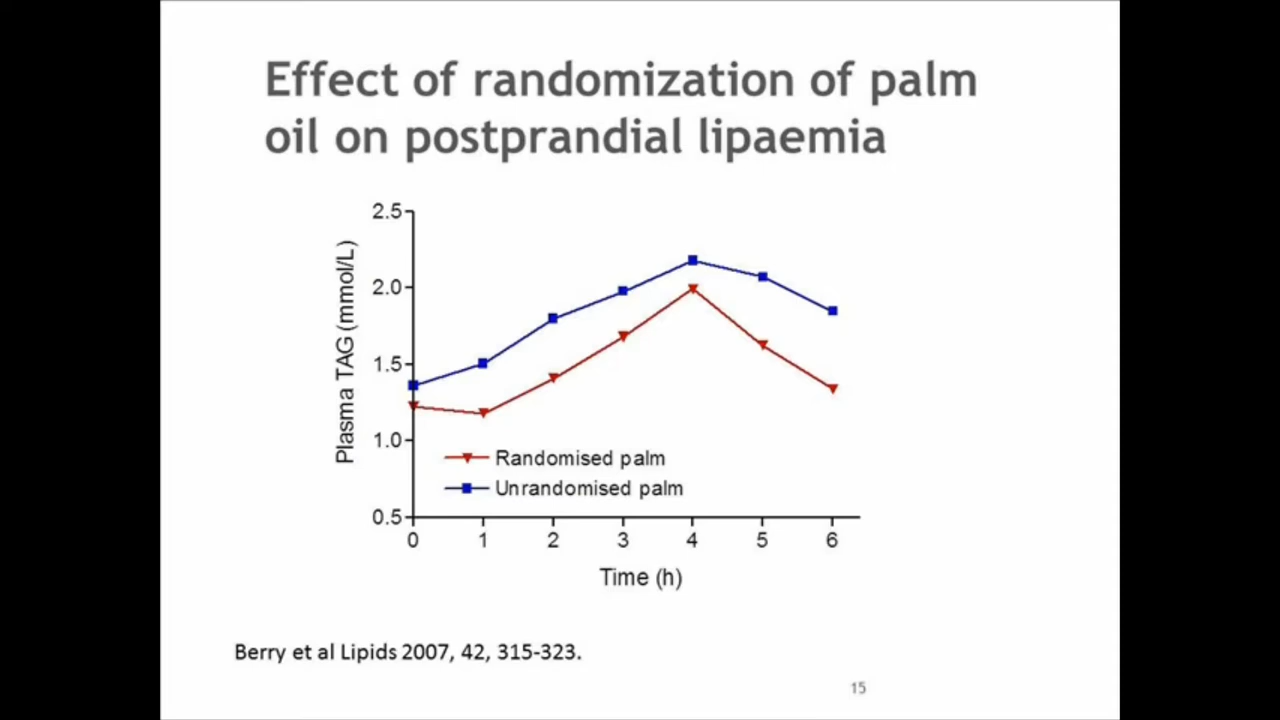 Effect of randomization of palm
oil on postprandial lipaemia
2.5
2.0
1.5
1.0
0.5
Plasma TAG (mmol/L)
Randomised palm
Unrandomised palm
0 1 2 3 4 5 6
Time (h)
Berry et al Lipids 2007, 42, 315-323.
15